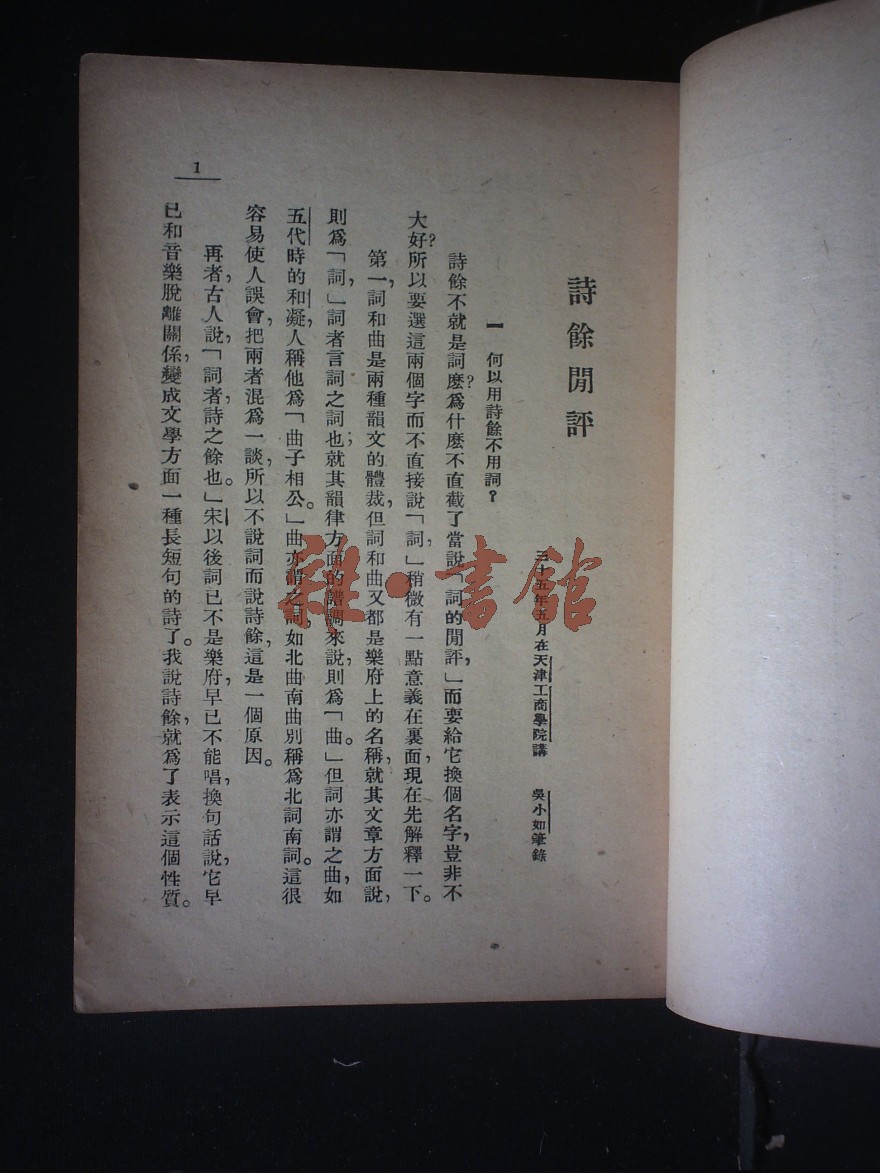 詩餘閒評
三十五年五月在天津工商學院講　吳小如筆錄
一　何以用詩餘不用詞？
詩餘不就是詞麽？爲什麽不直截了當說「詞的閒評，」而要給它換個名字，豈非不
大好？所以要選這兩個字而不直接說「詞，」稍微有一點意義在裏面，現在先解釋一下。
第一，詞和曲是兩種韻文的體裁，但詞和曲又都是樂府上的名稱，就其文章方面說，
則爲「詞，」詞者言詞之詞也；就其韻律方面的譜調來說，則爲「曲。」但詞亦謂之曲，如
五代時的和凝，人稱他爲「曲子相公。」曲亦謂之詞，如北曲南曲別稱爲北詞南詞。這很
容易使人誤會，把兩者混爲一談，所以不說詞而說詩餘，這是一個原因。
再者，古人說，「詞者，詩之餘也。」宋以後詞已不是樂府，早已不能唱，換句話說，它早
已和音樂脫離關係，變成文學方面一種長短句的詩了。我說詩餘，就爲了表示這個性質。
1
雜·書館